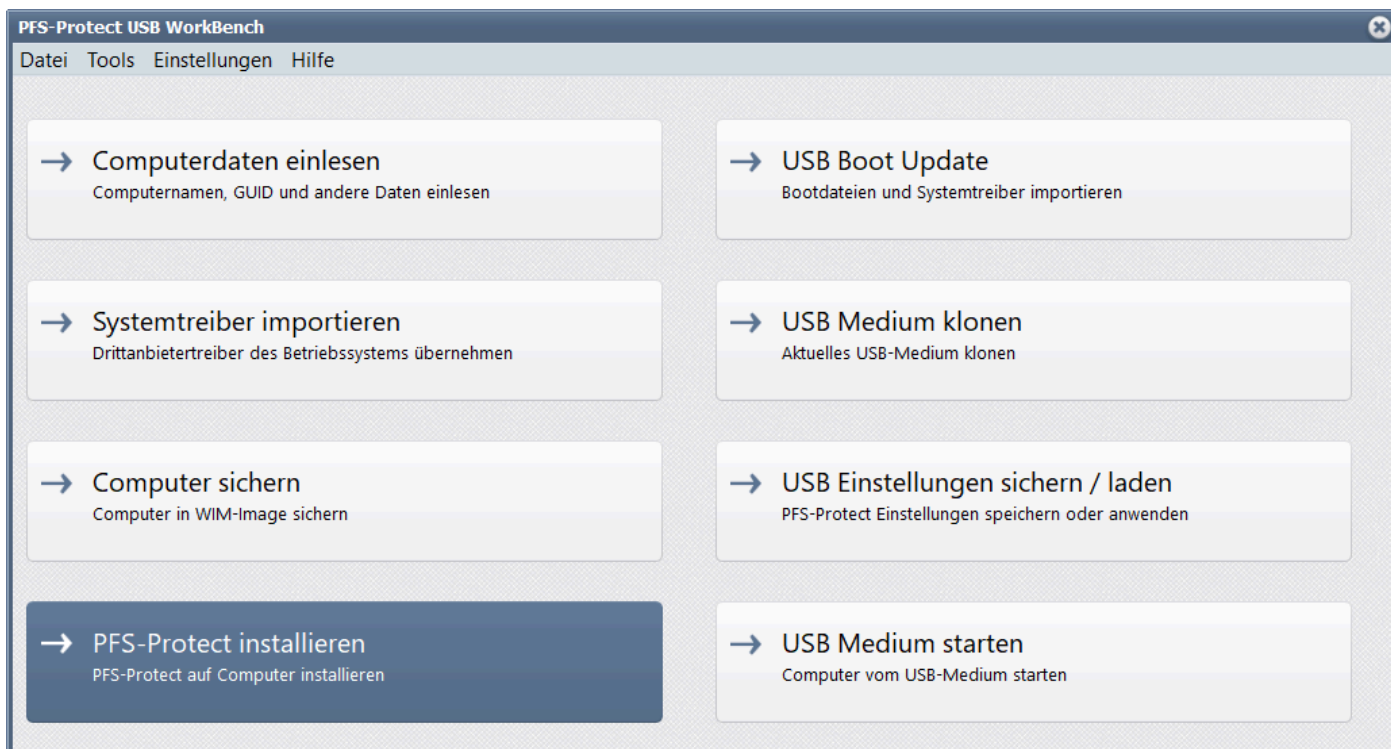 PFS-Protect USB WorkBench
Datei Tools Einstellungen Hilfe
Computerdaten einlesen
Computernamen, GUID und andere Daten einlesen
USB Boot Update
Bootdateien und Systemtreiber importieren
Systemtreiber importieren
Drittanbietertreiber des Betriebssystems übernehmen
USB Medium klonen
Aktuelles USB-Medium klonen
Computer sichern
Computer in WIM-Image sichern
USB Einstellungen sichern / laden
PFS-Protect Einstellungen speichern oder anwenden
PFS-Protect installieren
PFS-Protect auf Computer installieren
USB Medium starten
Computer vom USB-Medium starten